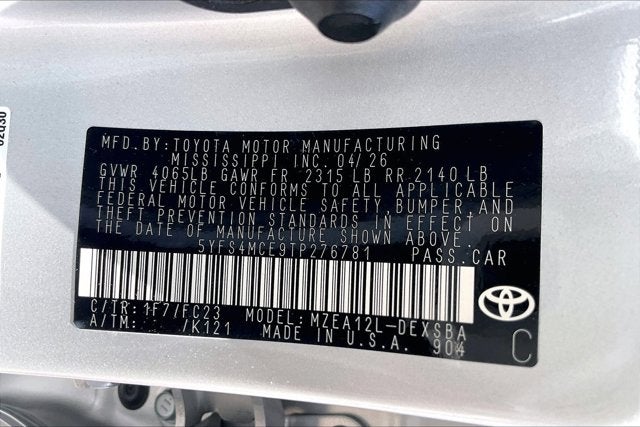 MFD.BY:TOYOTA MOTOR MANUFACTURING
MISSISSIPPI INC. 04/26
GVWR 4065LB GAWR FR 2315 LB RR 2140 LB
THIS VEHICLE CONFORMS TO ALL APPLICABLE
FEDERAL MOTOR VEHICLE SAFETY, BUMPER, AND
THEFT PREVENTION STANDARDS IN EFFECT ON
THE DATE OF MANUFACTURE SHOWN ABOVE.
5YFS4MCE9TP276781 PASS.CAR
C/TR: 1F7/FC23 MODEL: MZEA12L-DEXSBA
A/TM: /K121 MADE IN U.S.A. 904
C